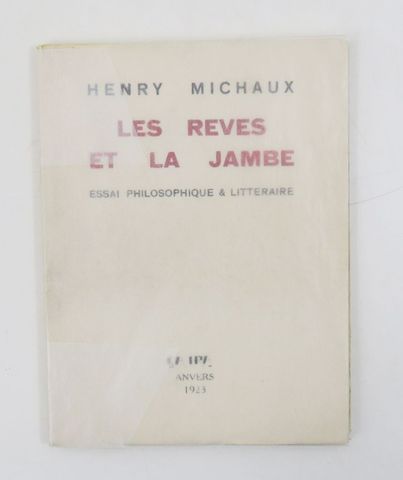 HENRY MICHAUX
LES REVES
ET LA JAMBE
ESSAI PHILOSOPHIQUE & LITTERAIRE
ANVERS
1923